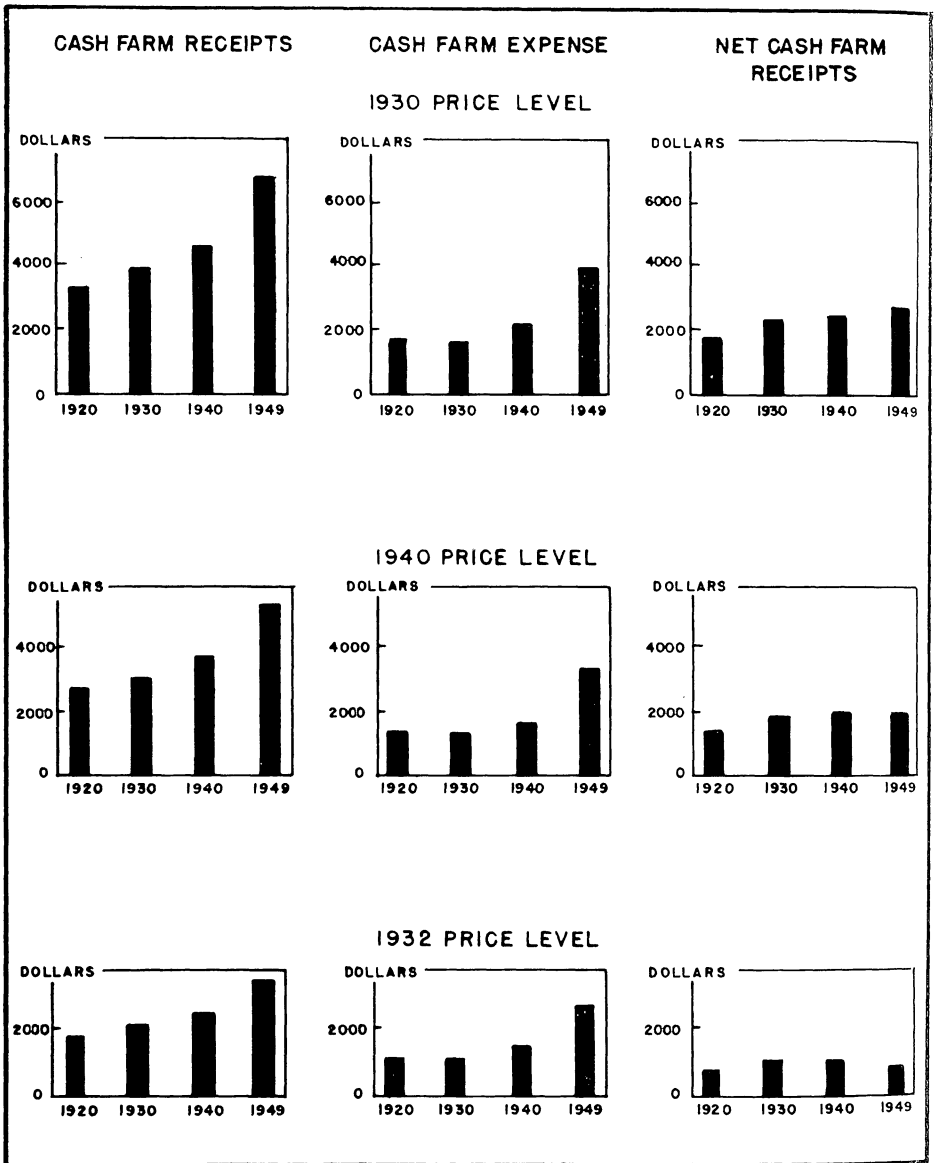 CASH FARM RECEIPTS
CASH FARM EXPENSE
NET CASH FARM
RECEIPTS
1930 PRICE LEVEL
DOLLARS
6000
4000
2000
0
1920 1930 1940 1949
DOLLARS
6000
4000
2000
0
1920 1930 1940 1949
DOLLARS
6000
4000
2000
0
1920 1930 1940 1949
1940 PRICE LEVEL
DOLLARS
4000
2000
0
1920 1930 1940 1949
DOLLARS
4000
2000
0
1920 1930 1940 1949
DOLLARS
4000
2000
0
1920 1930 1940 1949
1932 PRICE LEVEL
DOLLARS
2000
0
1920 1930 1940 1949
DOLLARS
2000
0
1920 1930 1940 1949
DOLLARS
2000
0
1920 1930 1940 1949